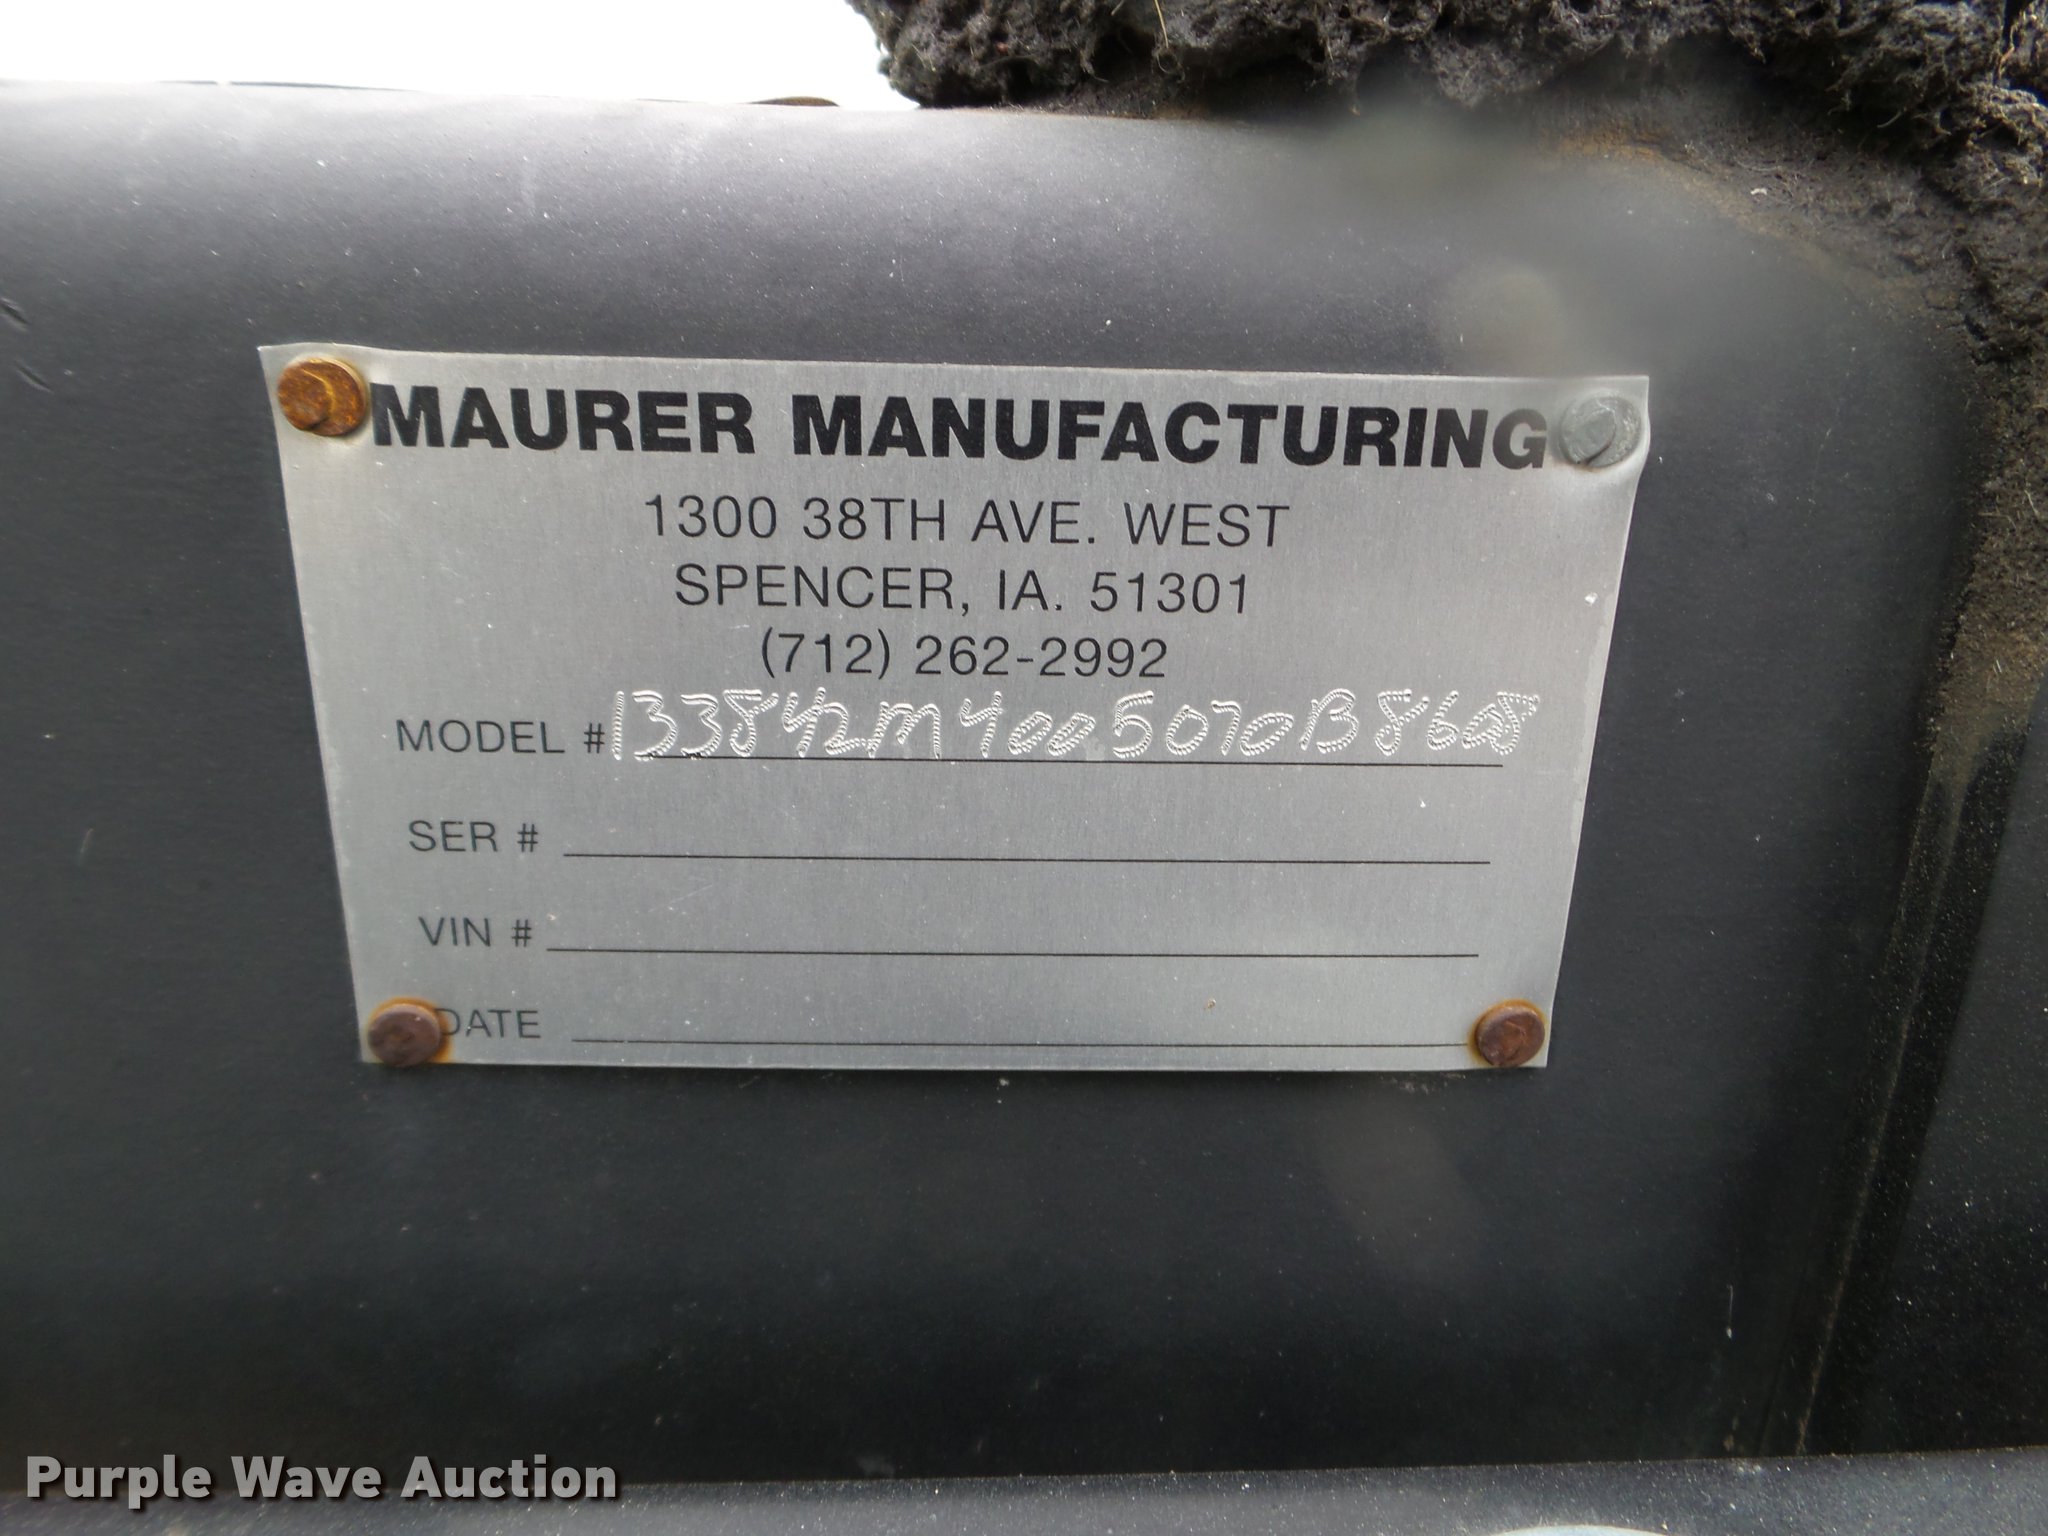 MAURER MANUFACTURING
1300 38TH AVE. WEST
SPENCER, IA. 51301
(712) 262-2992
MODEL # 133842M4005070B8608
SER #
VIN #
DATE
Purple Wave Auction